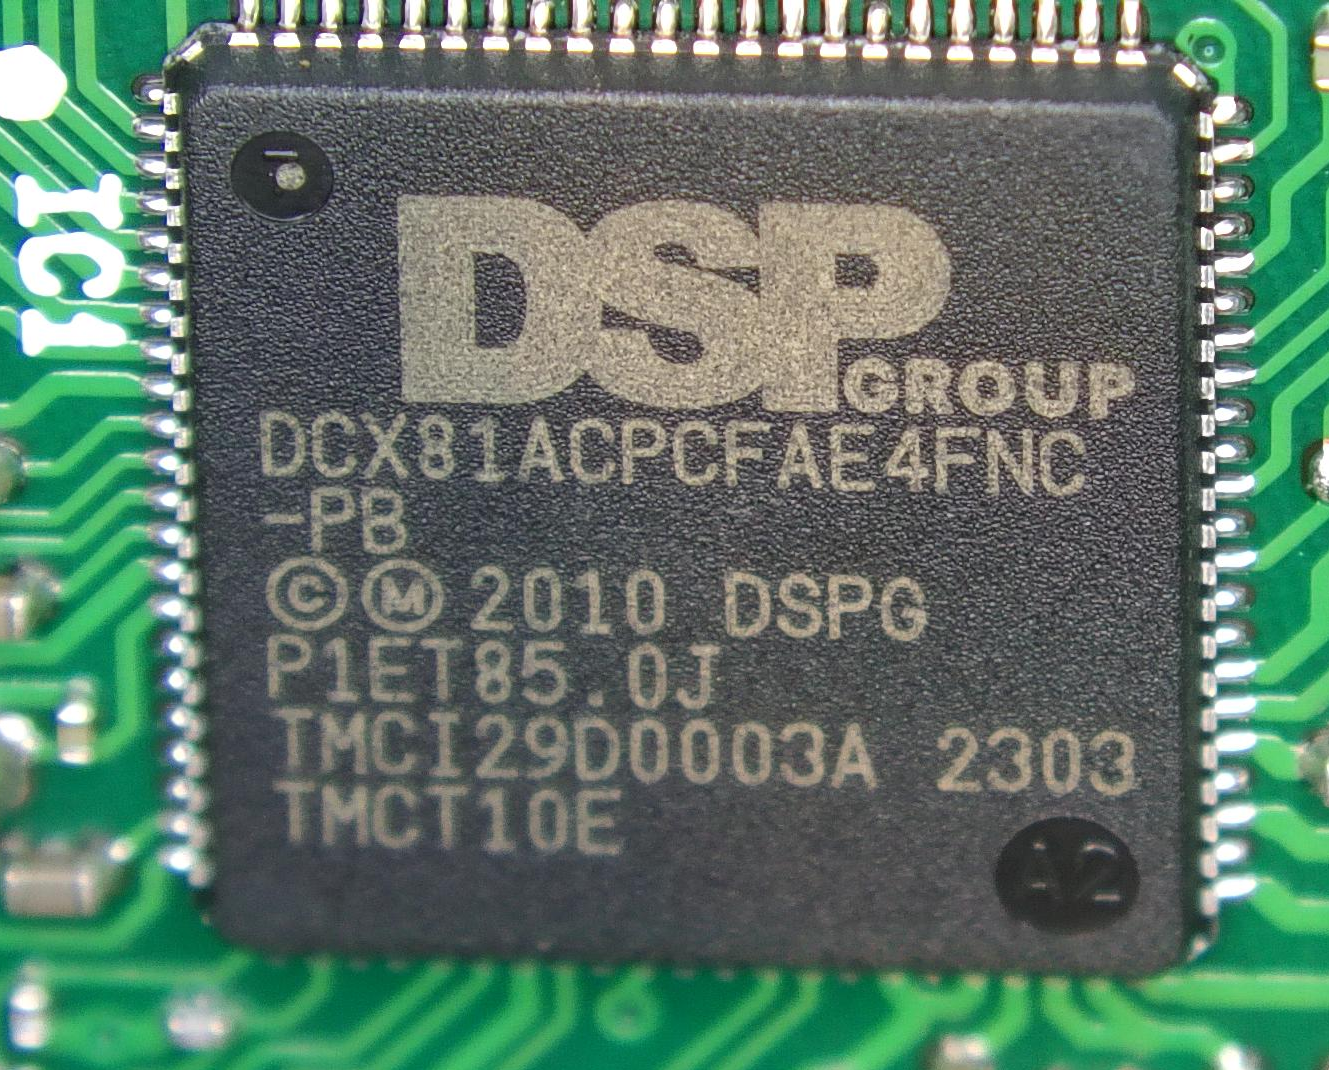 IC1
DSP
GROUP
DCX81ACPCFAE4FNC
-PB
© Ⓜ 2010 DSPG
P1ET85.0J
TMCI29D0003A 2303
TMCT10E
A2